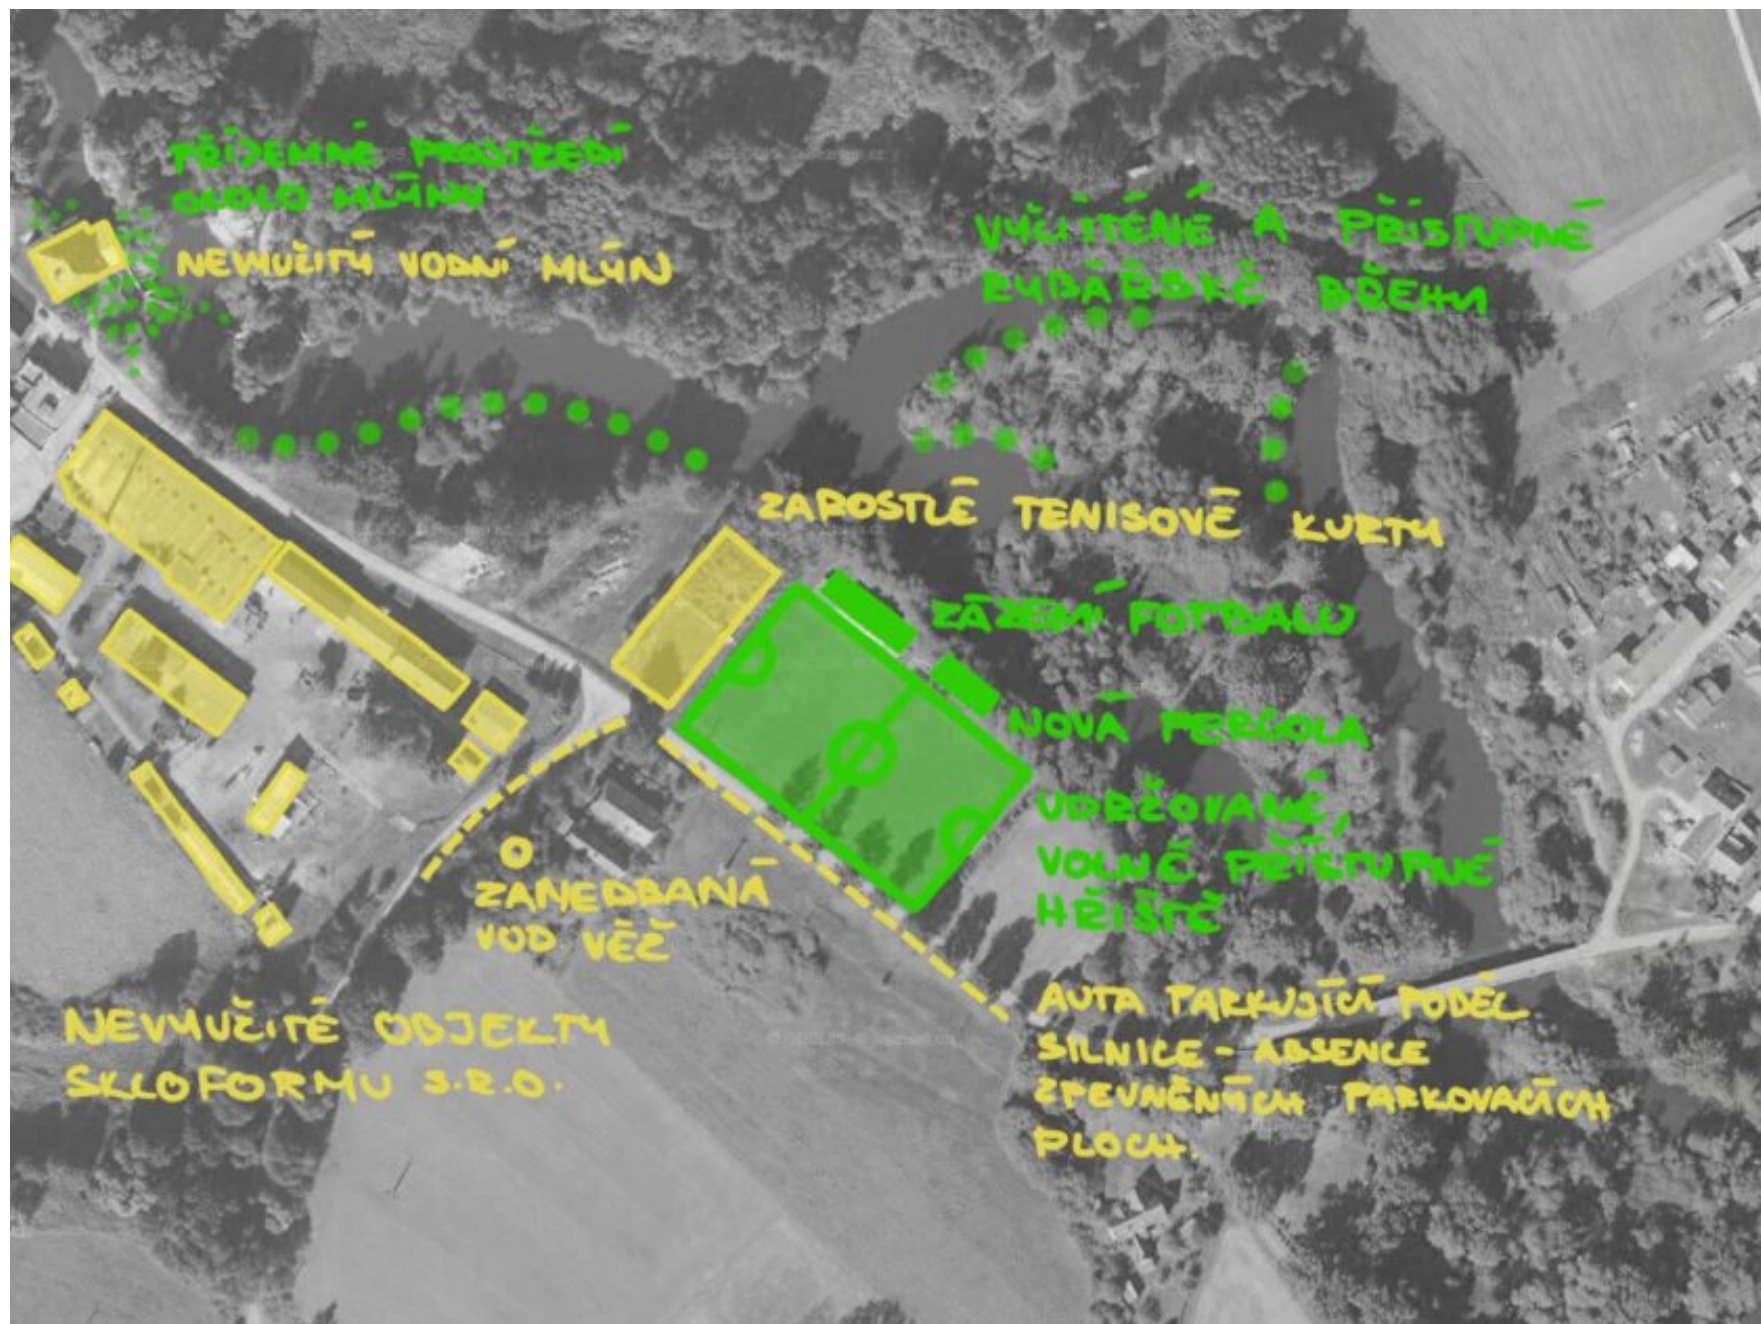 PŘÍJEMNÉ PROSTŘEDÍ
OKOLO MLÝNU
NEVYUŽITÝ VODNÍ MLÝN
VYČIŠTĚNÉ A PŘÍSTUPNÉ
RYBÁŘSKÉ BŘEHY
ZAROSTLÉ TENISOVÉ KURTY
ZÁZEMÍ FOTBALU
NOVÁ PERGOLA
UDRŽOVANÉ,
VOLNĚ PŘÍSTUPNÉ
HŘIŠTĚ
ZANEDBANÁ
VOD VĚŽ
NEVYUŽITÉ OBJEKTY
SKLOFORMU S.R.O.
AUTA PARKUJÍCÍ PODÉL
SILNICE - ABSENCE
ZPEVNĚNÝCH PARKOVACÍCH
PLOCH.